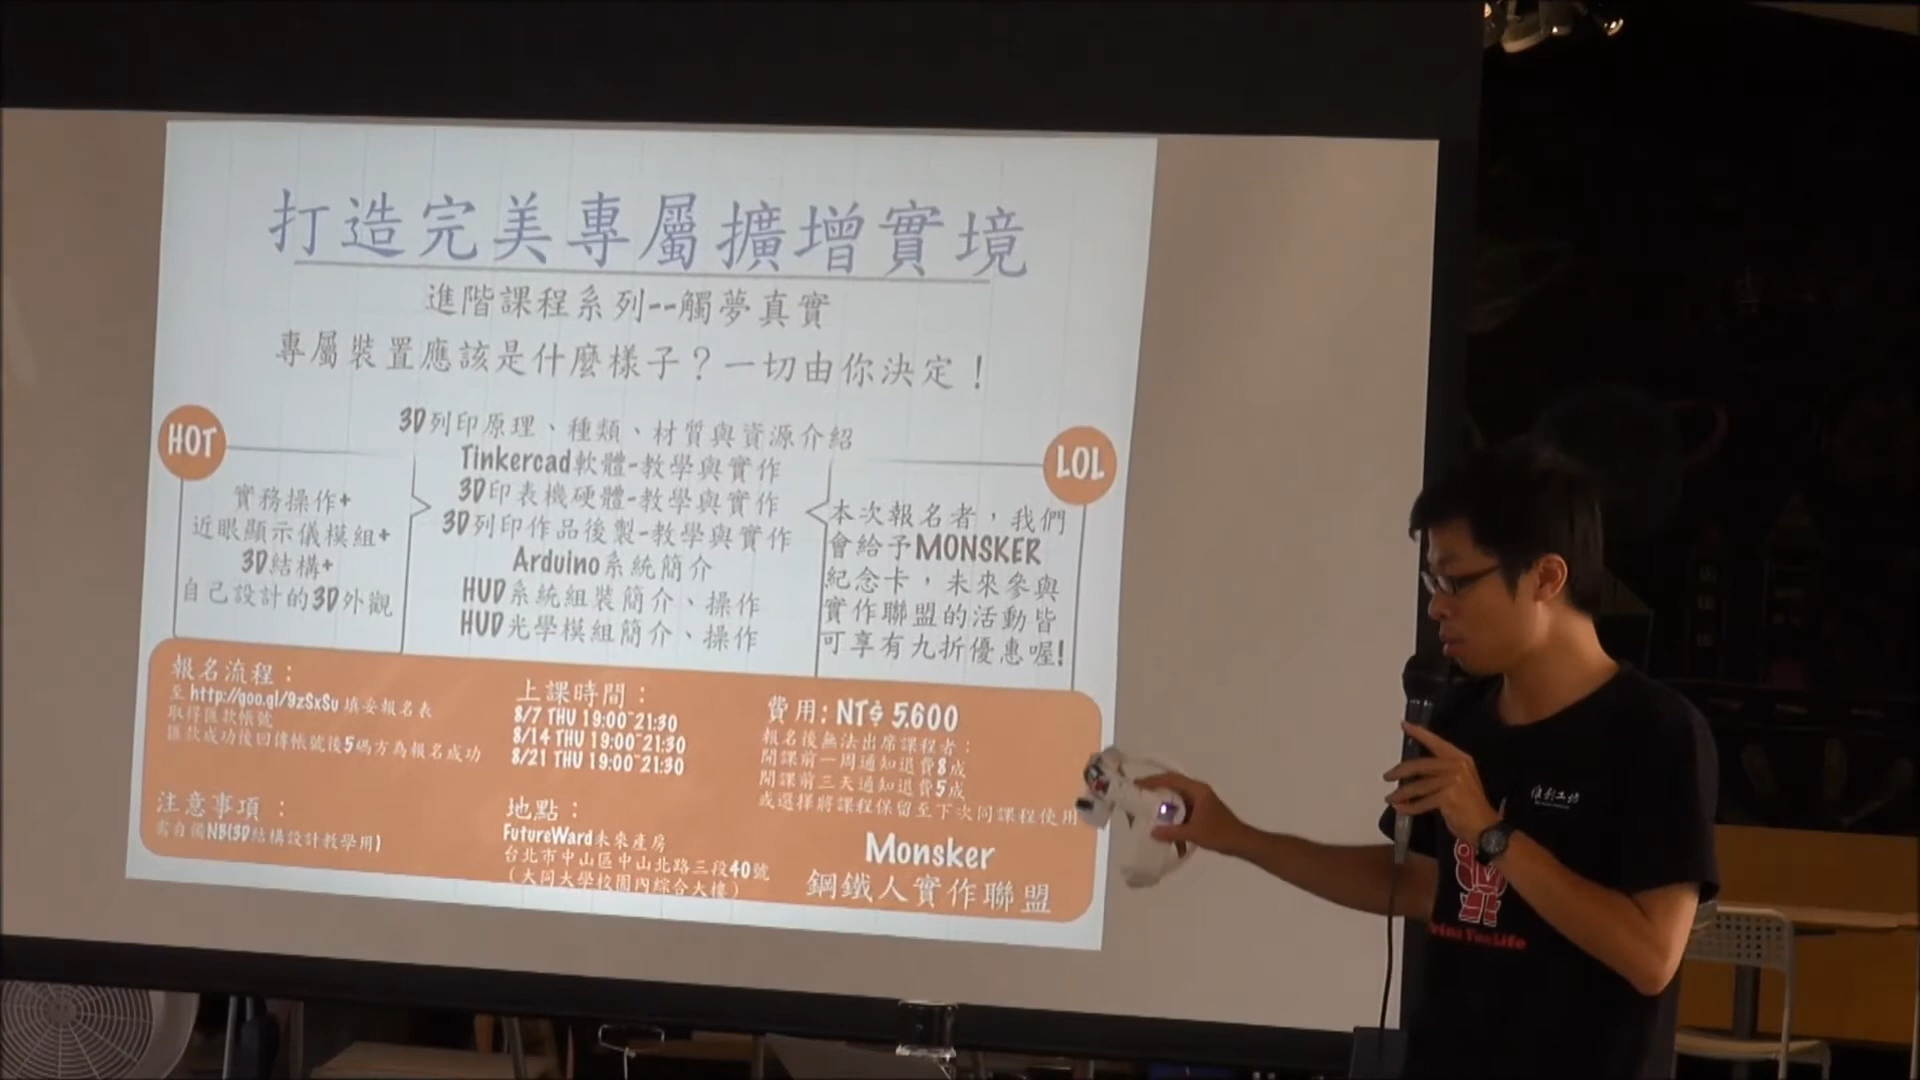 打造完美專屬擴增實境
進階課程系列--觸夢真實
專屬裝置應該是什麼樣子？一切由你決定！
HOT
實務操作+
近眼顯示儀模組+
3D結構+
自己設計的3D外觀
3D列印原理、種類、材質與資源介紹
Tinkercad軟體-教學與實作
3D印表機硬體-教學與實作
3D列印作品後製-教學與實作
Arduino系統簡介
HUD系統組裝簡介、操作
HUD光學模組簡介、操作
LOL
本次報名者，我們
會給予MONSKER
紀念卡，未來參與
實作聯盟的活動皆
可享有九折優惠喔!
報名流程：
至 http://goo.gl/9zSxSu 填妥報名表
取得匯款帳號
匯款成功後回傳帳號後5碼方為報名成功
注意事項：
需自備NB(3D結構設計教學用)
上課時間：
8/7 THU 19:00~21:30
8/14 THU 19:00~21:30
8/21 THU 19:00~21:30
地點：
FutureWard未來產房
台北市中山區中山北路三段40號
（大同大學校園內綜合大樓）
費用: NT$ 5,600
報名後無法出席課程者：
開課前一周通知退費8成
開課前三天通知退費5成
或選擇將課程保留至下次同課程使用
Monsker
鋼鐵人實作聯盟